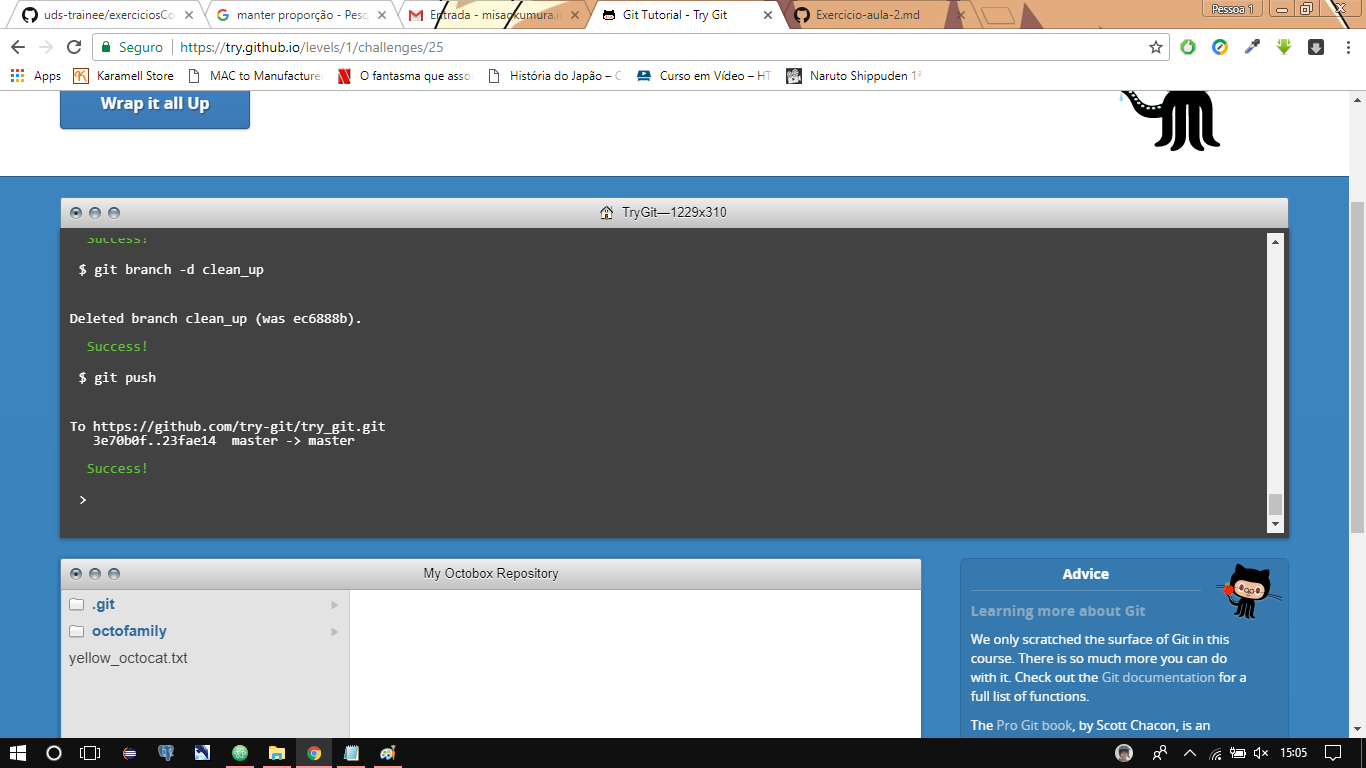 uds-trainee/exerciciosCo
manter proporção - Pesq
Entrada - misaokumura.m
Git Tutorial - Try Git
Exercicio-aula-2.md
Pessoa 1
Seguro
https://try.github.io/levels/1/challenges/25
Apps
Karamell Store
MAC to Manufacture
O fantasma que asso
História do Japão – C
Curso em Vídeo – HT
Naruto Shippuden 1ª
Wrap it all Up
TryGit—1229x310
Success!
$ git branch -d clean_up
Deleted branch clean_up (was ec6888b).
Success!
$ git push
To https://github.com/try-git/try_git.git
3e70b0f..23fae14 master -> master
Success!
>
My Octobox Repository
.git
octofamily
yellow_octocat.txt
Advice
Learning more about Git
We only scratched the surface of Git in this
course. There is so much more you can do
with it. Check out the Git documentation for a
full list of functions.
The Pro Git book, by Scott Chacon, is an
15:05